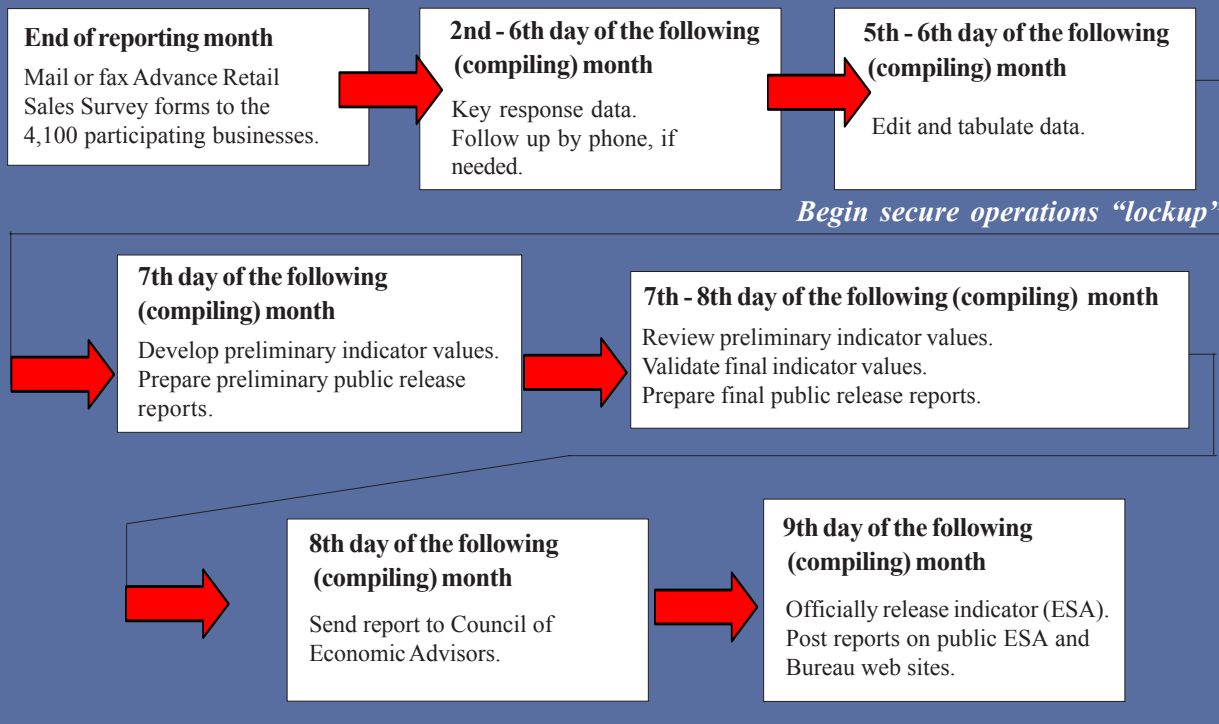 End of reporting month
Mail or fax Advance Retail
Sales Survey forms to the
4,100 participating businesses.
2nd - 6th day of the following
(compiling) month
Key response data.
Follow up by phone, if
needed.
5th - 6th day of the following
(compiling) month
Edit and tabulate data.
Begin secure operations “lockup”
7th day of the following
(compiling) month
Develop preliminary indicator values.
Prepare preliminary public release
reports.
7th - 8th day of the following (compiling) month
Review preliminary indicator values.
Validate final indicator values.
Prepare final public release reports.
8th day of the following
(compiling) month
Send report to Council of
Economic Advisors.
9th day of the following
(compiling) month
Officially release indicator (ESA).
Post reports on public ESA and
Bureau web sites.